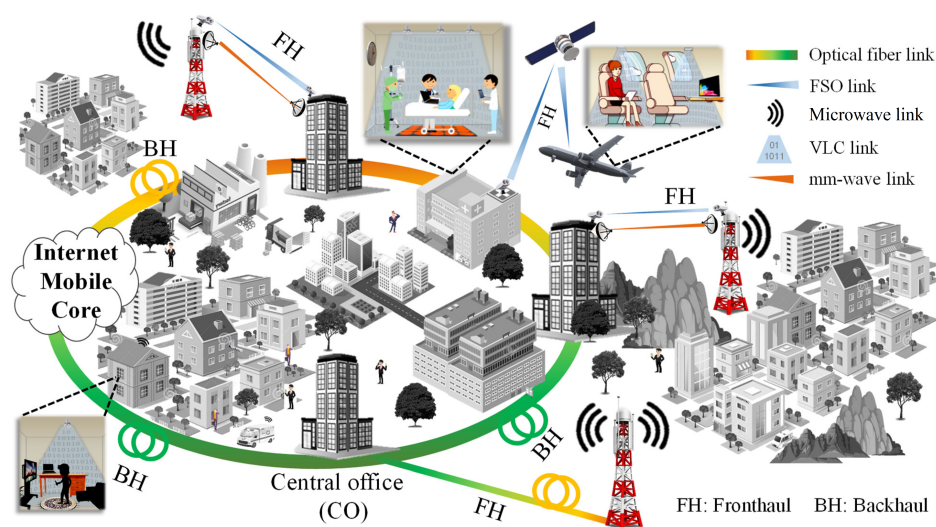 FH
Optical fiber link
FSO link
Microwave link
01
1011
VLC link
mm-wave link
FH
BH
FH
Internet
Mobile
Core
BH
BH
Central office
(CO)
FH
FH: Fronthaul BH: Backhaul